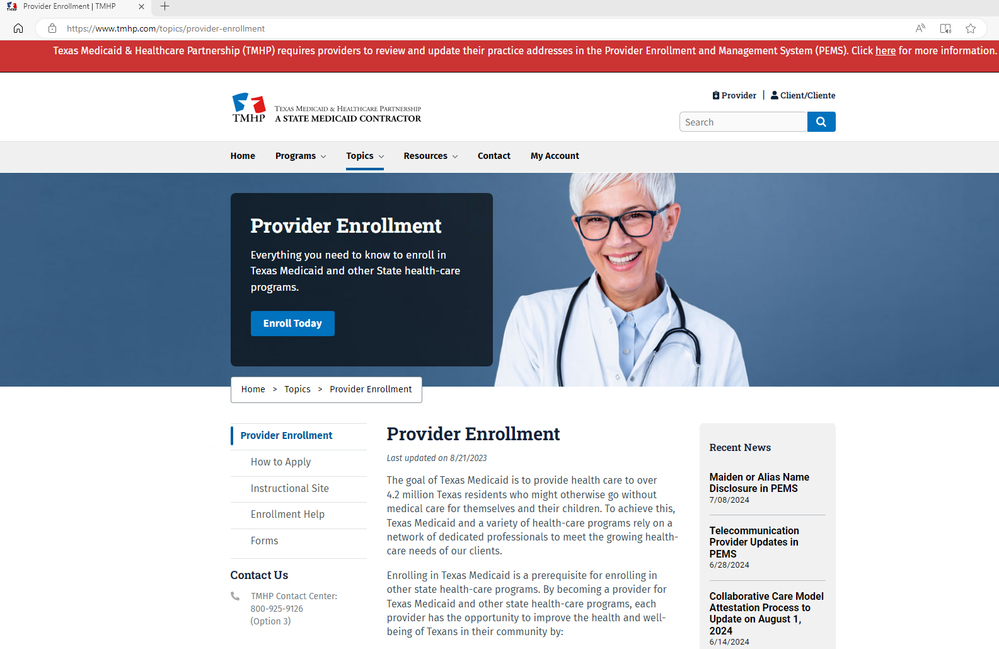 Provider Enrollment | TMHP
https://www.tmhp.com/topics/provider-enrollment
Texas Medicaid & Healthcare Partnership (TMHP) requires providers to review and update their practice addresses in the Provider Enrollment and Management System (PEMS). Click here for more information.
TMHP
TEXAS MEDICAID & HEALTHCARE PARTNERSHIP
A STATE MEDICAID CONTRACTOR
Provider | Client/Cliente
Search
Home Programs Topics Resources Contact My Account
Provider Enrollment
Everything you need to know to enroll in
Texas Medicaid and other State health-care
programs.
Enroll Today
Home > Topics > Provider Enrollment
Provider Enrollment
How to Apply
Instructional Site
Enrollment Help
Forms
Contact Us
TMHP Contact Center:
800-925-9126
(Option 3)
Provider Enrollment
Last updated on 8/21/2023
The goal of Texas Medicaid is to provide health care to over
4.2 million Texas residents who might otherwise go without
medical care for themselves and their children. To achieve this,
Texas Medicaid and a variety of health-care programs rely on a
network of dedicated professionals to meet the growing health-
care needs of our clients.
Enrolling in Texas Medicaid is a prerequisite for enrolling in
other state health-care programs. By becoming a provider for
Texas Medicaid and other state health-care programs, each
provider has the opportunity to improve the health and well-
being of Texans in their community by:
Recent News
Maiden or Alias Name
Disclosure in PEMS
7/08/2024
Telecommunication
Provider Updates in
PEMS
6/28/2024
Collaborative Care Model
Attestation Process to
Update on August 1,
2024
6/14/2024